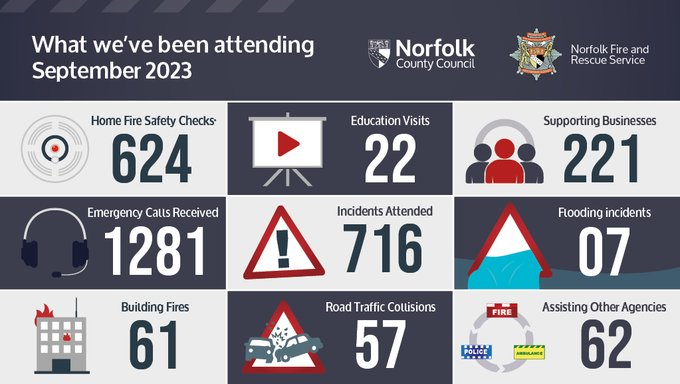 What we've been attending
September 2023
Norfolk
County Council
Norfolk Fire and
Rescue Service
Home Fire Safety Checks*
624
Education Visits
22
Supporting Businesses
221
Emergency Calls Received
1281
Incidents Attended
716
Flooding incidents
07
Building Fires
61
Road Traffic Collisions
57
Assisting Other Agencies
62
FIRE
POLICE
AMBULANCE